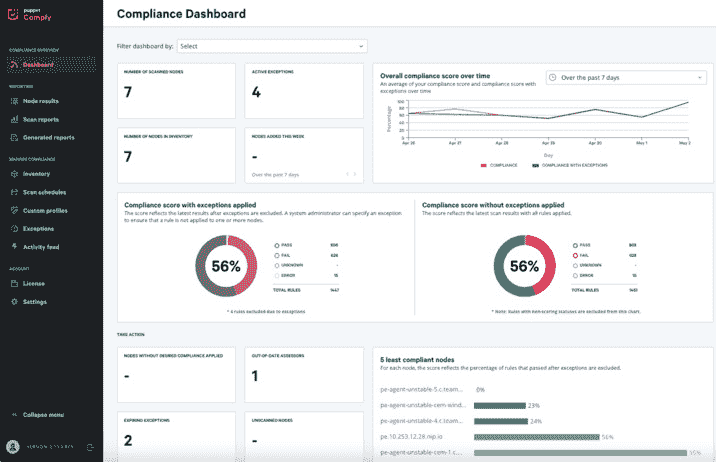 puppet
Comply
Compliance Dashboard
COMPLIANCE OVERVIEW
Dashboard
REPORTING
Node results
Scan reports
Generated reports
MANAGE COMPLIANCE
Inventory
Scan schedules
Custom profiles
Exceptions
Activity feed
ACCOUNT
License
Settings
Collapse menu
Filter dashboard by:
Select
NUMBER OF SCANNED NODES
7
ACTIVE EXCEPTIONS
4
NUMBER OF NODES IN INVENTORY
7
NODES ADDED THIS WEEK
-
Over the past 7 days
Overall compliance score over time
An average of your compliance score and compliance score with
exceptions over time
Over the past 7 days
Percentage
100
80
60
40
20
0
Apr 26
Apr 27
Apr 28
Apr 29
Apr 30
May 1
May 2
Day
COMPLIANCE
COMPLIANCE WITH EXCEPTIONS
Compliance score with exceptions applied
The score reflects the latest results after exceptions are excluded. A system administrator can specify an exception
to ensure that a rule is not applied to one or more nodes.
56%
PASS
FAIL
UNKNOWN -
ERROR
TOTAL RULES
* 4 rules excluded due to exceptions
Compliance score without exceptions applied
The score reflects the latest scan results with all rules applied.
56%
PASS
FAIL
UNKNOWN -
ERROR
TOTAL RULES
* Note: Rules with non-scoring statuses are excluded from this chart.
TAKE ACTION
NODES WITHOUT DESIRED COMPLIANCE APPLIED
-
OUT-OF-DATE ASSESSORS
1
EXPIRING EXCEPTIONS
2
UNSCANNED NODES
-
5 least compliant nodes
For each node, the score reflects the percentage of rules that passed after exceptions are excluded.
pe-agent-unstable-5.c.team... 0%
pe-agent-unstable-cem-wind... 23%
pe-agent-unstable-4.c.team... 24%
pe.10.253.12.28.nip.io 56%
pe-agent-unstable-cem-1.c....